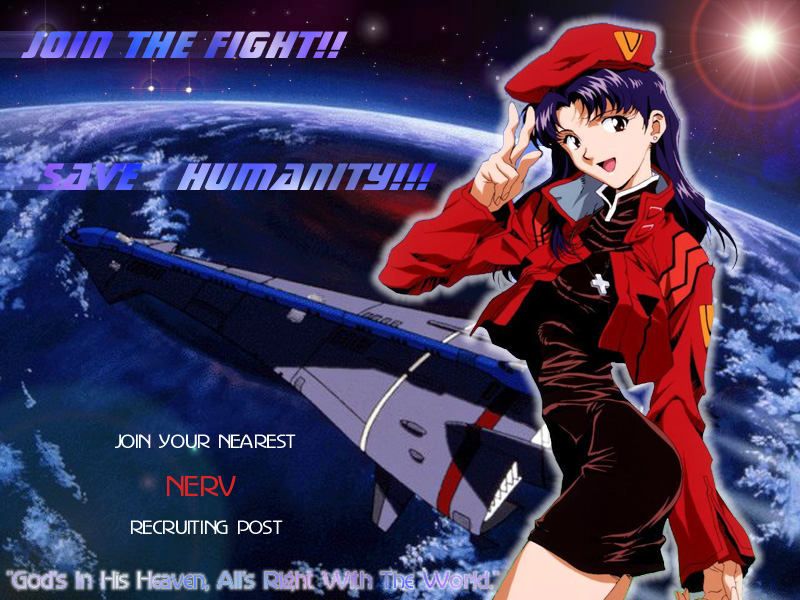 JOIN THE FIGHT!!
SAVE HUMANITY!!!
JOIN YOUR NEAREST
NERV
RECRUITING POST
"God's In His Heaven, All's Right With The World."